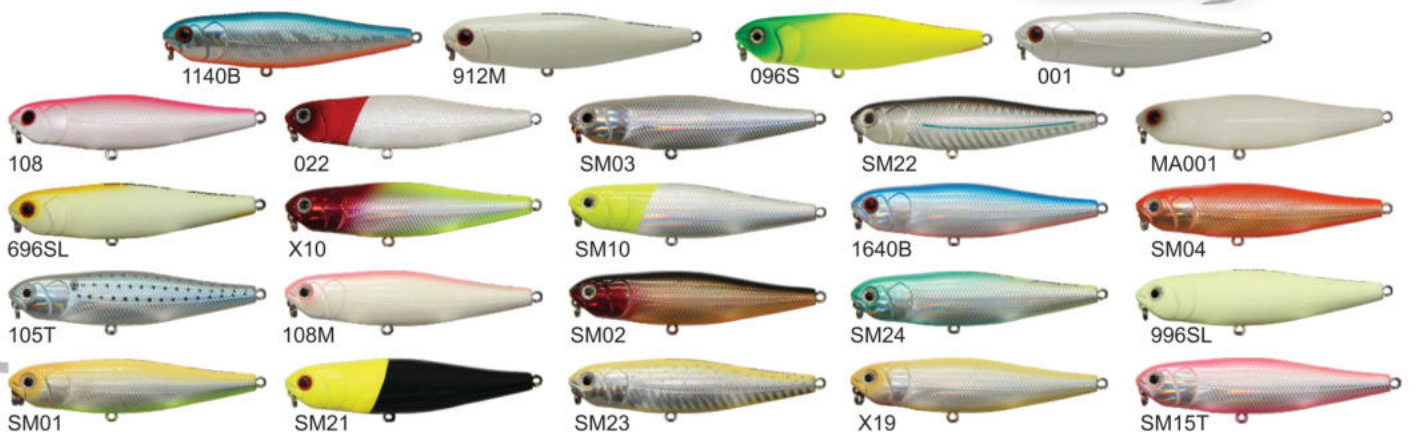 1140B 912M 096S 001
108 022 SM03 SM22 MA001
696SL X10 SM10 1640B SM04
105T 108M SM02 SM24 996SL
SM01 SM21 SM23 X19 SM15T